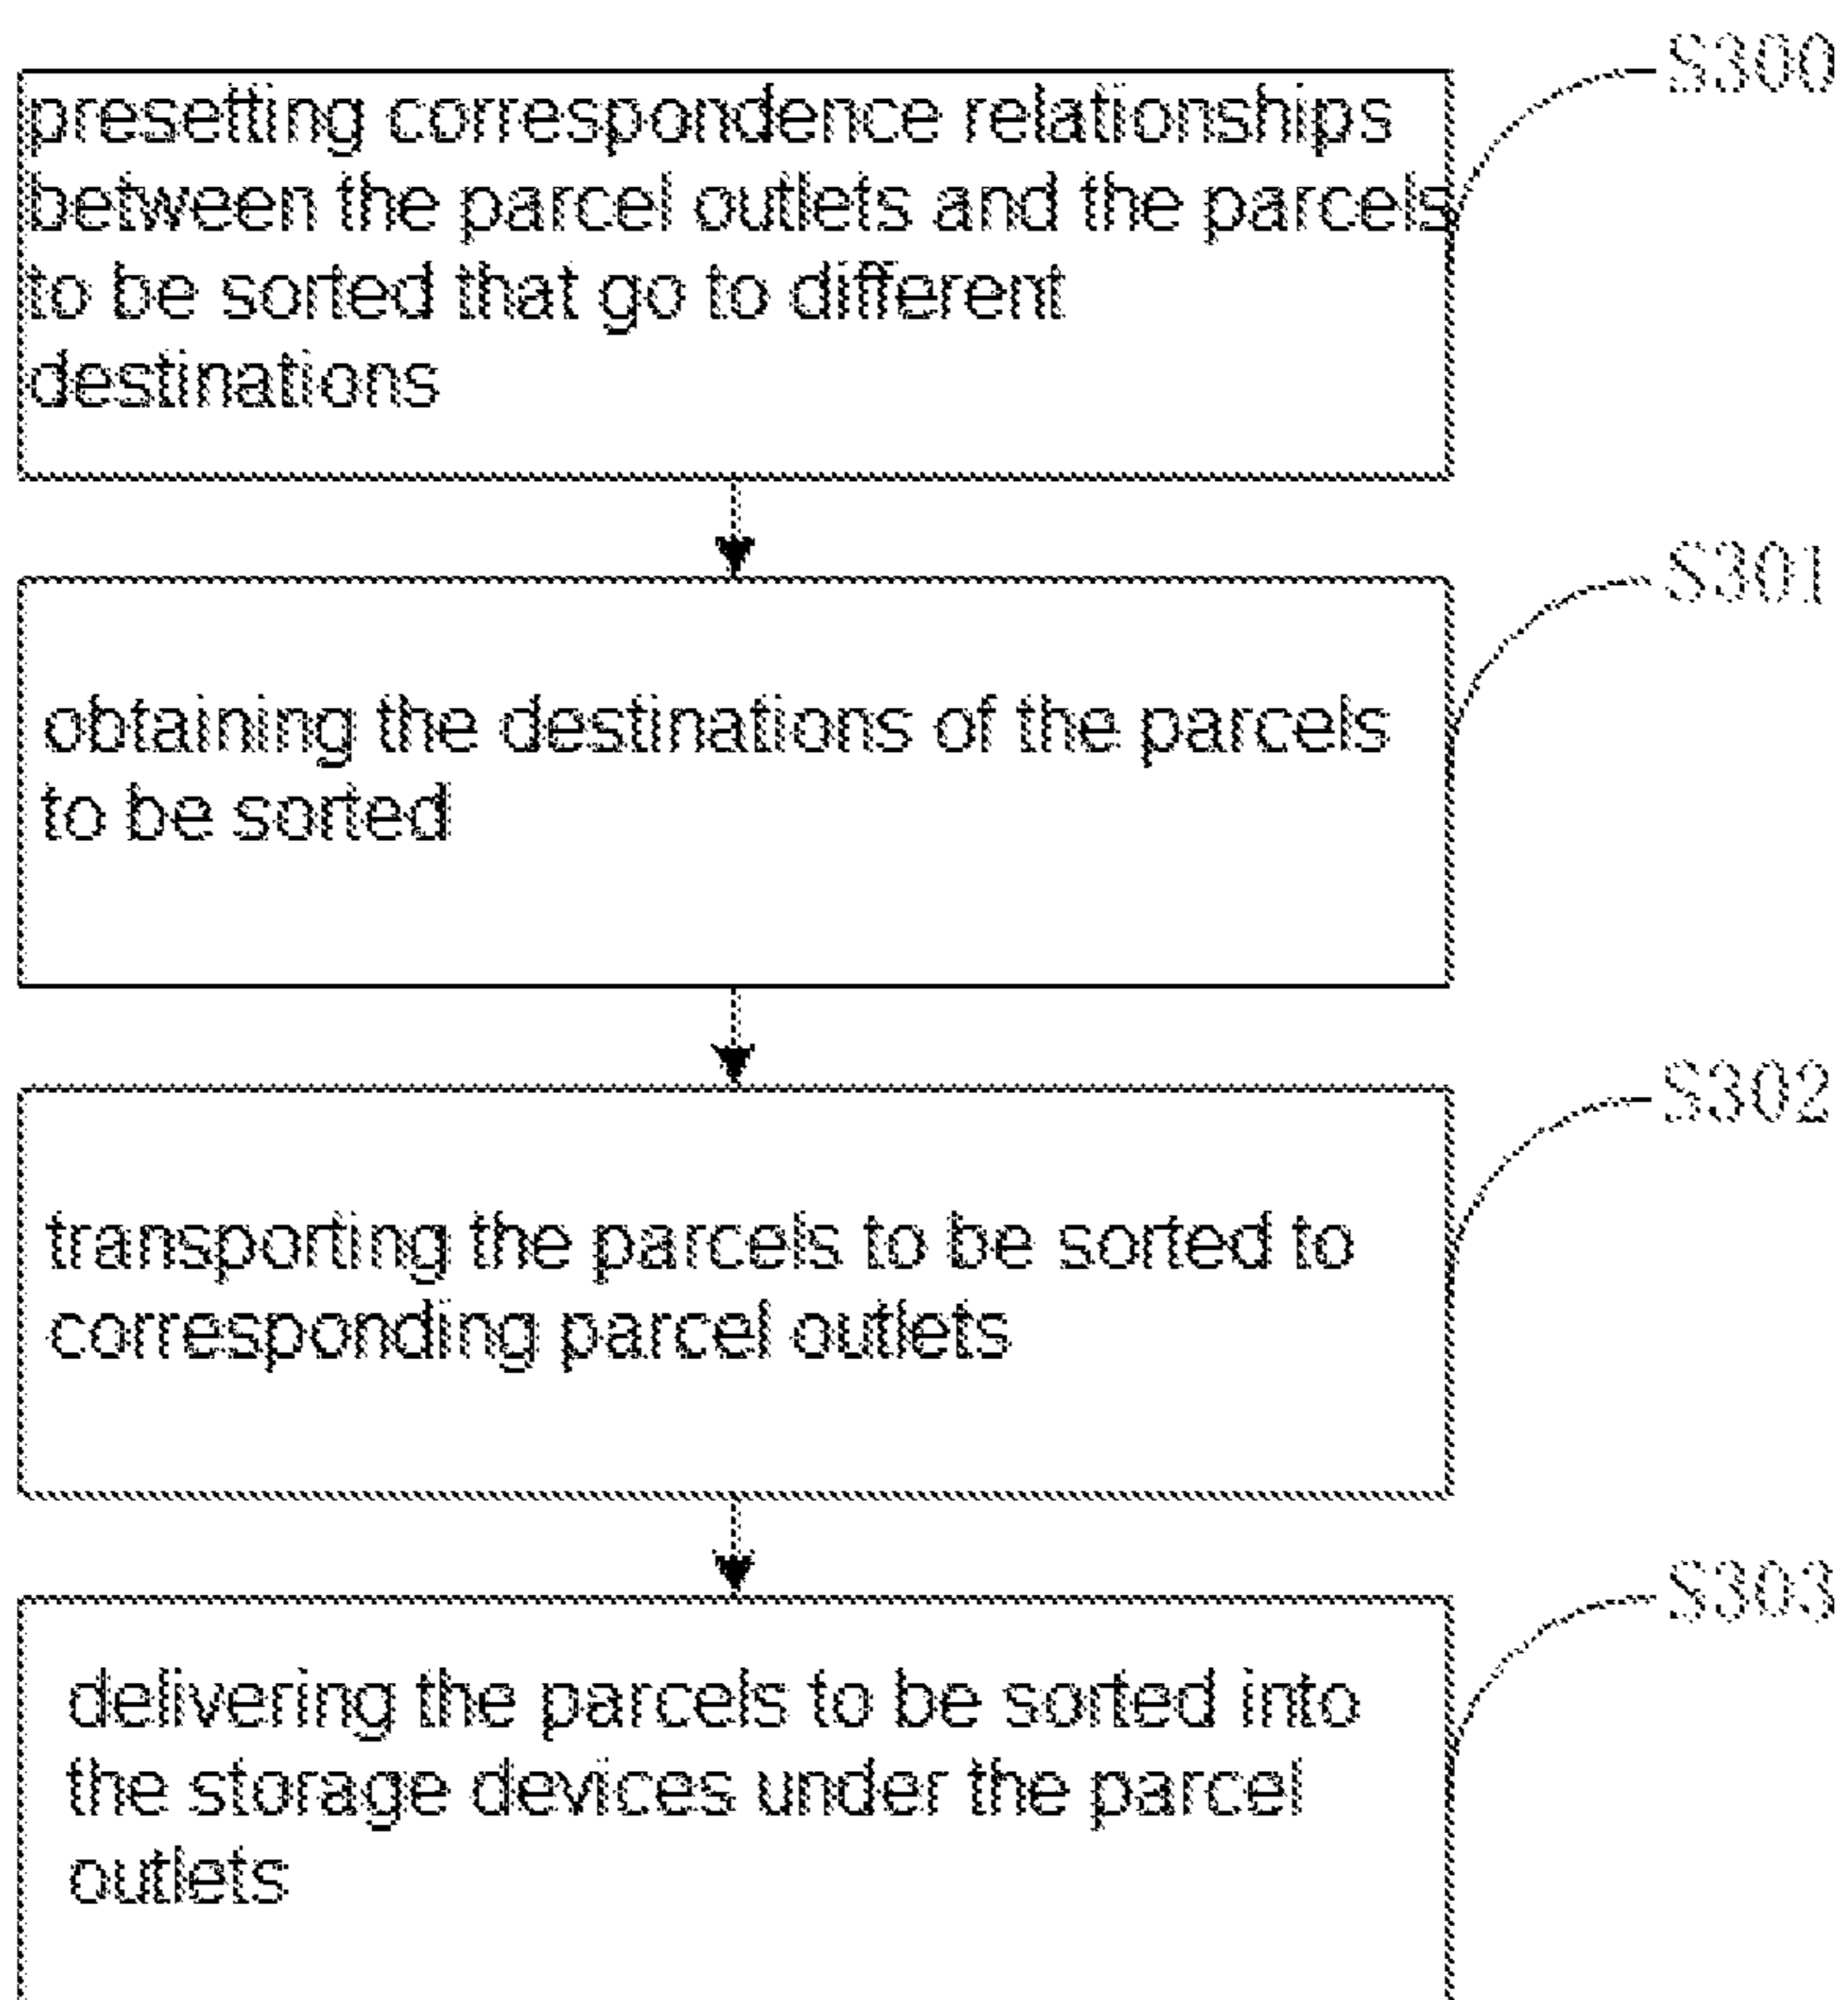 S300
presetting correspondence relationships
between the parcel outlets and the parcels
to be sorted that go to different
destinations
S301
obtaining the destinations of the parcels
to be sorted
S302
transporting the parcels to be sorted to
corresponding parcel outlets
S303
delivering the parcels to be sorted into
the storage devices under the parcel
outlets